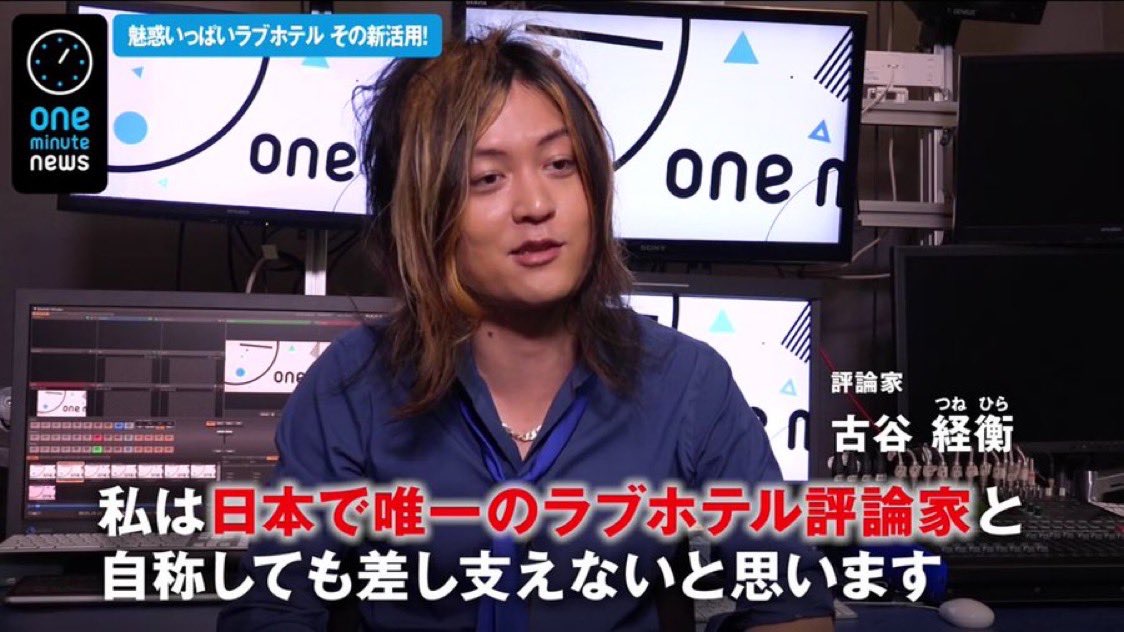 魅惑いっぱいラブホテル その新活用!
one
minute
news
one
one m
SONY
one
one
評論家
つね ひら
古谷 経衡
私は日本で唯一のラブホテル評論家と
自称しても差し支えないと思います